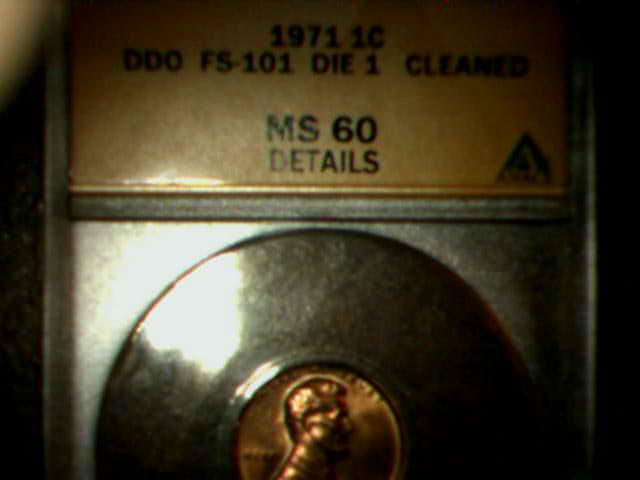 1971 1C
DDO FS-101 DIE 1 CLEANED
MS 60
DETAILS